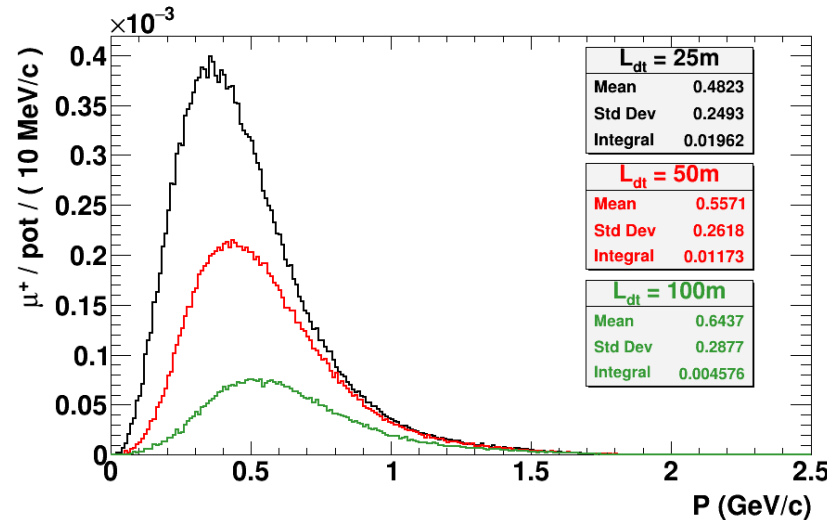 ×10⁻³
μ⁺ / pot / ( 10 MeV/c )
0.4
0.35
0.3
0.25
0.2
0.15
0.1
0.05
0
L_dt = 25m
Mean 0.4823
Std Dev 0.2493
Integral 0.01962
L_dt = 50m
Mean 0.5571
Std Dev 0.2618
Integral 0.01173
L_dt = 100m
Mean 0.6437
Std Dev 0.2877
Integral 0.004576
0 0.5 1 1.5 2 2.5
P (GeV/c)